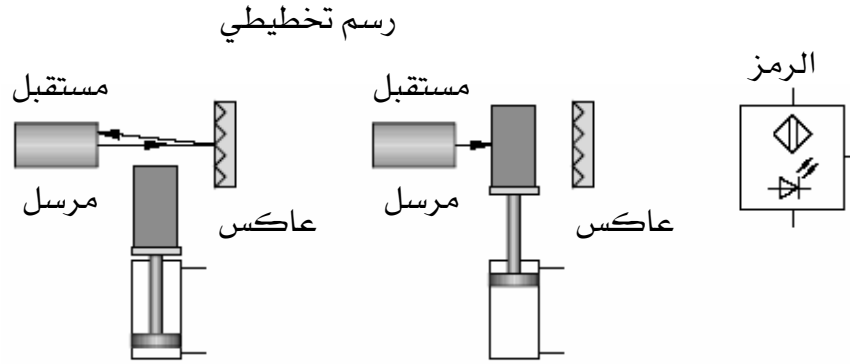 رسم تخطيطي
الرمز
مستقبل
مستقبل
مرسل
عاكس
مرسل
عاكس